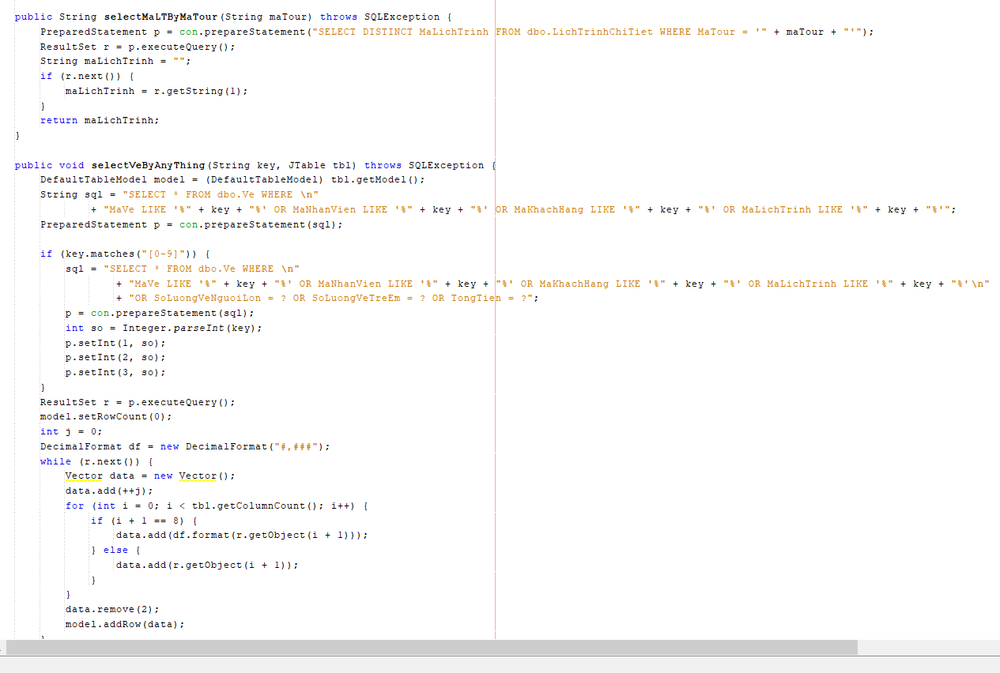 public String selectMaLTByMaTour(String maTour) throws SQLException {
PreparedStatement p = con.prepareStatement("SELECT DISTINCT MaLichTrinh FROM dbo.LichTrinhChiTiet WHERE MaTour = '" + maTour + "'");
ResultSet r = p.executeQuery();
String maLichTrinh = "";
if (r.next()) {
maLichTrinh = r.getString(1);
}
return maLichTrinh;
}
public void selectVeByAnyThing(String key, JTable tbl) throws SQLException {
DefaultTableModel model = (DefaultTableModel) tbl.getModel();
String sql = "SELECT * FROM dbo.Ve WHERE \n"
+ "MaVe LIKE '%" + key + "%' OR MaNhanVien LIKE '%" + key + "%' OR MaKhachHang LIKE '%" + key + "%' OR MaLichTrinh LIKE '%" + key + "%'";
PreparedStatement p = con.prepareStatement(sql);
if (key.matches("[0-9]")) {
sql = "SELECT * FROM dbo.Ve WHERE \n"
+ "MaVe LIKE '%" + key + "%' OR MaNhanVien LIKE '%" + key + "%' OR MaKhachHang LIKE '%" + key + "%' OR MaLichTrinh LIKE '%" + key + "%'\n"
+ "OR SoLuongVeNguoiLon = ? OR SoLuongVeTreEm = ? OR TongTien = ?";
p = con.prepareStatement(sql);
int so = Integer.parseInt(key);
p.setInt(1, so);
p.setInt(2, so);
p.setInt(3, so);
}
ResultSet r = p.executeQuery();
model.setRowCount(0);
int j = 0;
DecimalFormat df = new DecimalFormat("#,###");
while (r.next()) {
Vector data = new Vector();
data.add(++j);
for (int i = 0; i < tbl.getColumnCount(); i++) {
if (i + 1 == 8) {
data.add(df.format(r.getObject(i + 1)));
} else {
data.add(r.getObject(i + 1));
}
}
data.remove(2);
model.addRow(data);
}